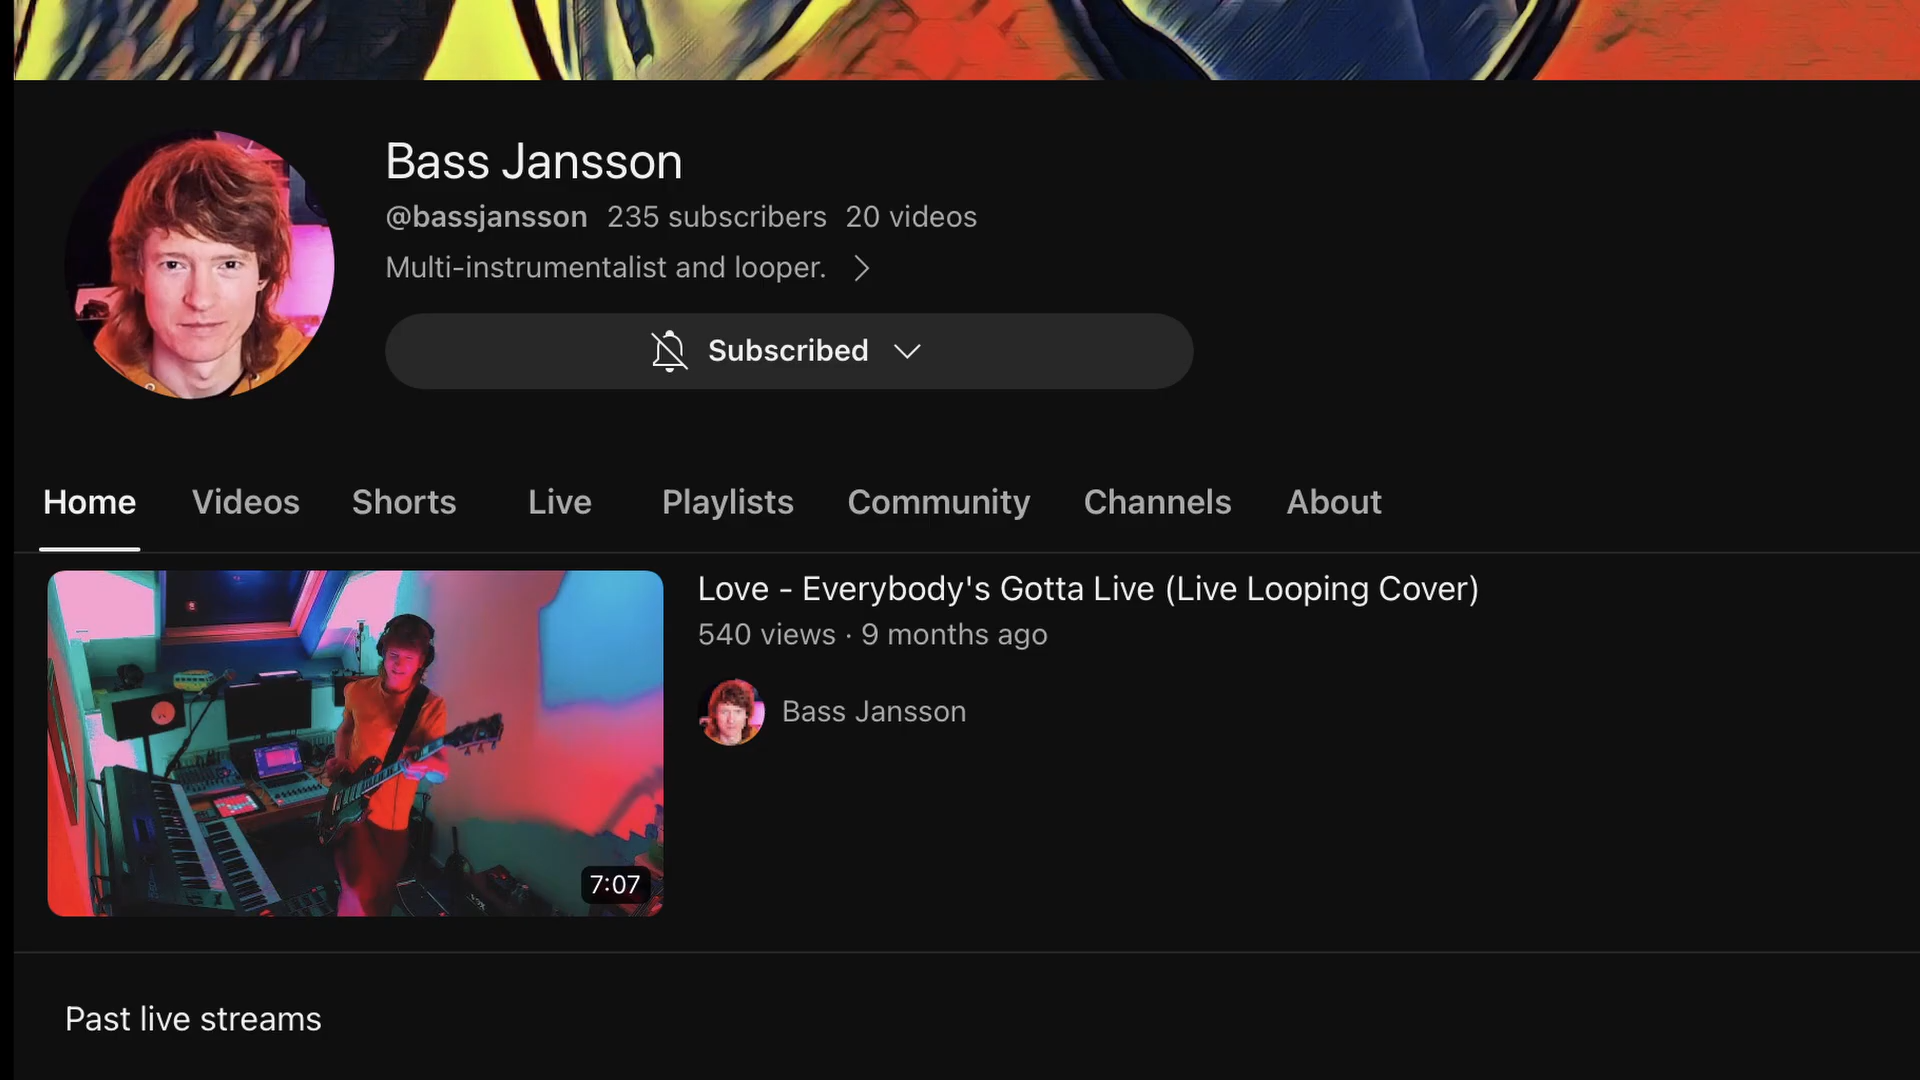 Bass Jansson
@bassjansson 235 subscribers 20 videos
Multi-instrumentalist and looper.
Subscribed
Home Videos Shorts Live Playlists Community Channels About
Love - Everybody's Gotta Live (Live Looping Cover)
540 views · 9 months ago
Bass Jansson
7:07
Past live streams